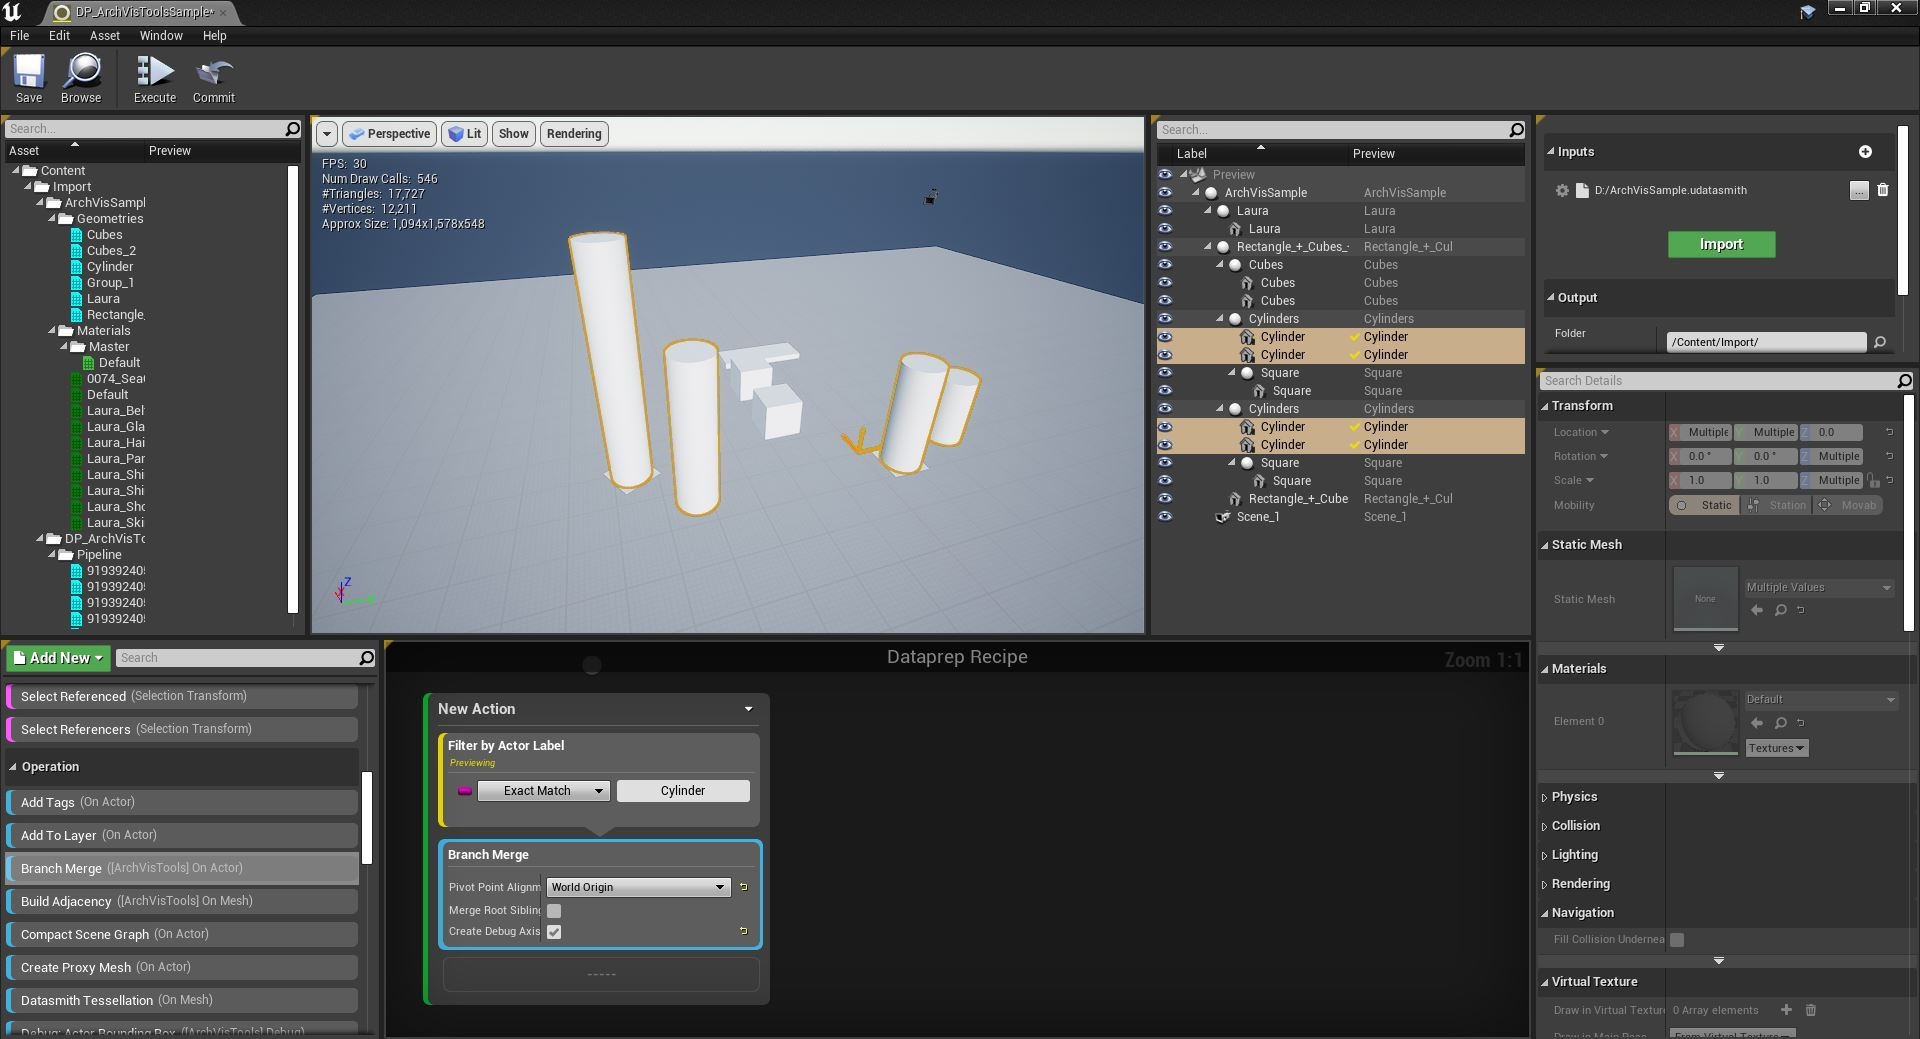 DP_ArchVisToolsSample*
File Edit Asset Window Help
Save Browse Execute Commit
Search...
Asset Preview
Content
Import
ArchVisSampl
Geometries
Cubes
Cubes_2
Cylinder
Group_1
Laura
Rectangle_
Materials
Master
Default
0074_Sea
Default
Laura_Bel
Laura_Gla
Laura_Hai
Laura_Par
Laura_Shi
Laura_Shi
Laura_Sho
Laura_Ski
DP_ArchVisTo
Pipeline
91939240
91939240
91939240
91939240
Perspective Lit Show Rendering
FPS: 30
Num Draw Calls: 546
#Triangles: 17,727
#Vertices: 12,211
Approx Size: 1,094x1,578x548
Z
Search...
Label Preview
Preview
ArchVisSample ArchVisSample
Laura Laura
Laura Laura
Rectangle_+_Cubes_ Rectangle_+_Cul
Cubes Cubes
Cubes Cubes
Cubes Cubes
Cylinders Cylinders
Cylinder Cylinder
Cylinder Cylinder
Square Square
Square Square
Cylinders Cylinders
Cylinder Cylinder
Cylinder Cylinder
Square Square
Square Square
Rectangle_+_Cube Rectangle_+_Cul
Scene_1 Scene_1
Inputs
D:/ArchVisSample.udatasmith ...
Import
Output
Folder /Content/Import/
Search Details
Transform
Location X Multiple Y Multiple Z 0.0
Rotation X 0.0 ° Y 0.0 ° Z Multiple
Scale X 1.0 Y 1.0 Z Multiple
Mobility Static Station Movab
Static Mesh
Static Mesh None Multiple Values
Materials
Element 0 Default
Textures
Physics
Collision
Lighting
Rendering
Navigation
Fill Collision Undernea
Virtual Texture
Draw in Virtual Texture 0 Array elements
Draw in Main Pass From Virtual Texture
Add New Search
Select Referenced (Selection Transform)
Select Referencers (Selection Transform)
Operation
Add Tags (On Actor)
Add To Layer (On Actor)
Branch Merge ([ArchVisTools] On Actor)
Build Adjacency ([ArchVisTools] On Mesh)
Compact Scene Graph (On Actor)
Create Proxy Mesh (On Actor)
Datasmith Tessellation (On Mesh)
Debug: Actor Bounding Box ([ArchVisTools] Debug)
Dataprep Recipe
Zoom 1:1
New Action
Filter by Actor Label
Previewing
Exact Match Cylinder
Branch Merge
Pivot Point Alignm World Origin
Merge Root Sibling
Create Debug Axis
-----